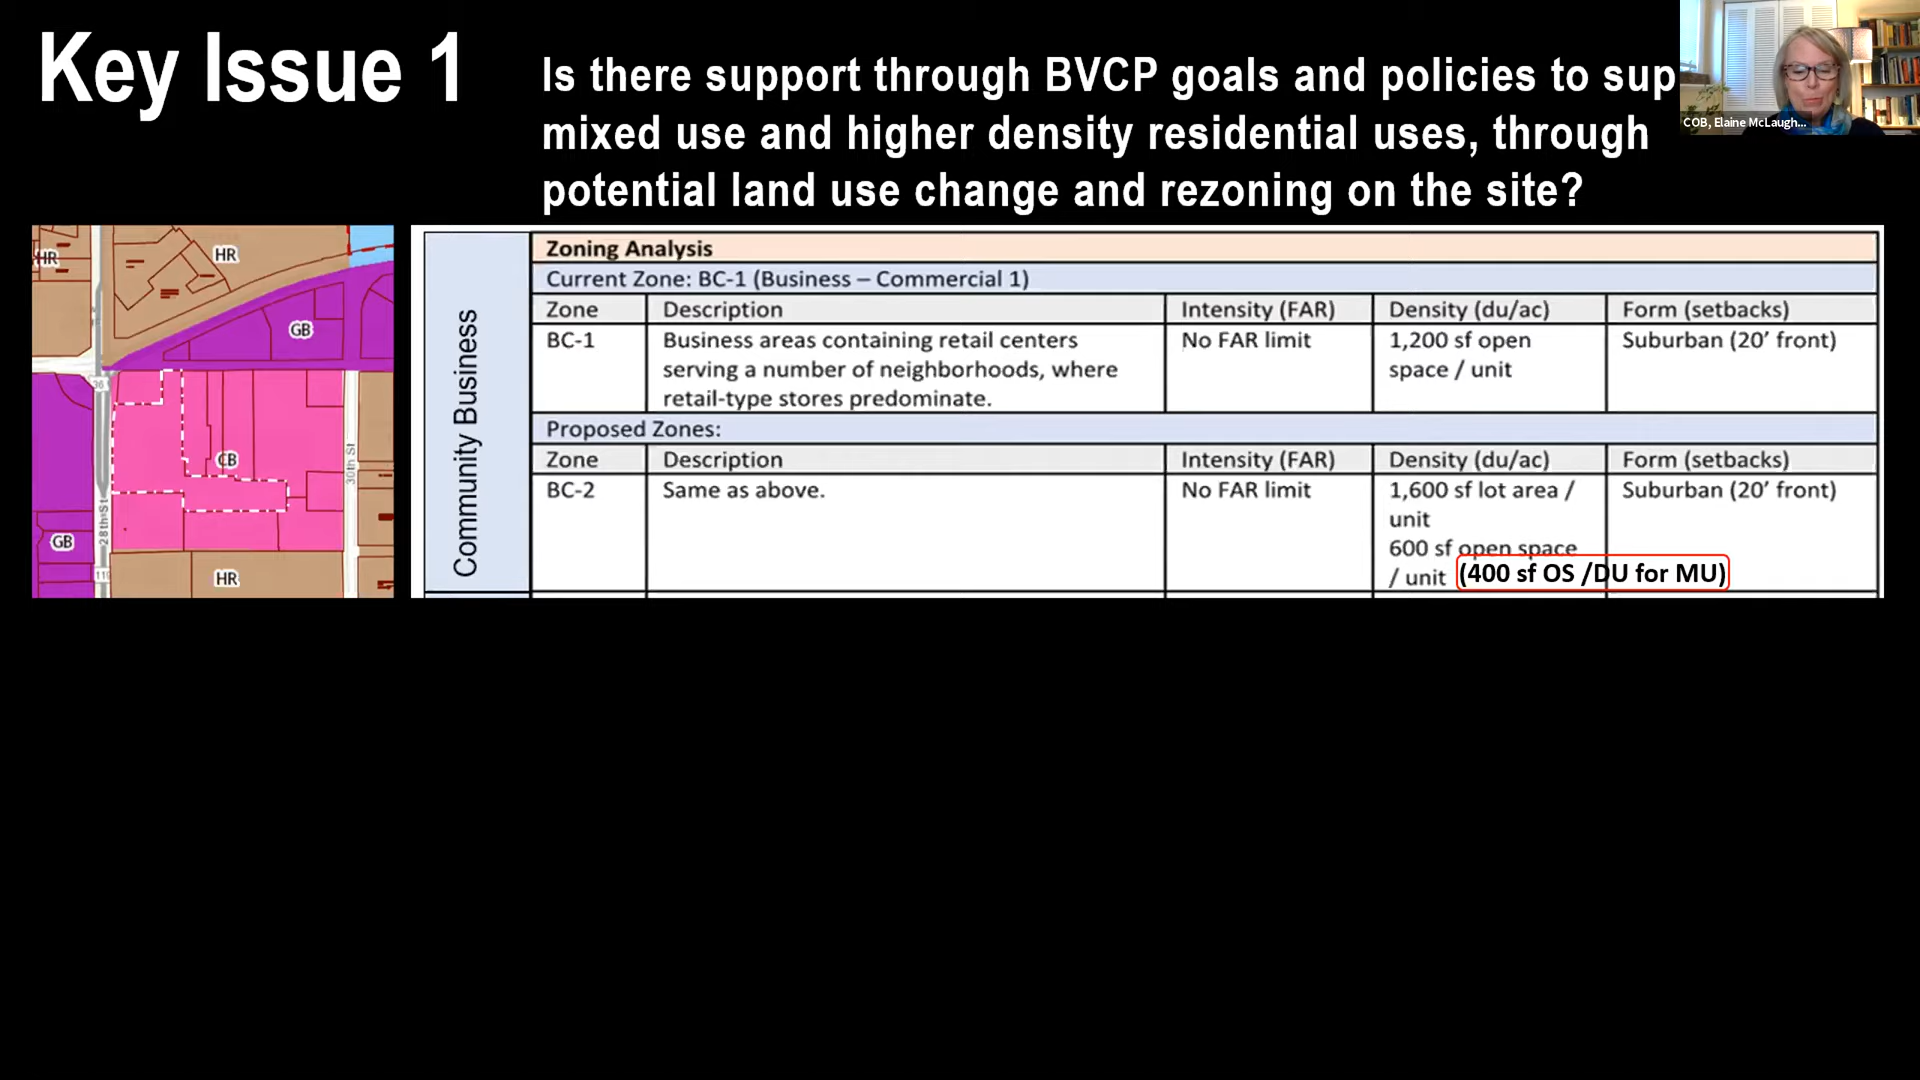 Key Issue 1
Is there support through BVCP goals and policies to sup
mixed use and higher density residential uses, through
potential land use change and rezoning on the site?
COB, Elaine McLaugh...
HR
HR
GB
36
CB
30th St
28th St
GB
119
HR
Community Business
Zoning Analysis
Current Zone: BC-1 (Business – Commercial 1)
Zone Description Intensity (FAR) Density (du/ac) Form (setbacks)
BC-1 Business areas containing retail centers No FAR limit 1,200 sf open Suburban (20’ front)
serving a number of neighborhoods, where space / unit
retail-type stores predominate.
Proposed Zones:
Zone Description Intensity (FAR) Density (du/ac) Form (setbacks)
BC-2 Same as above. No FAR limit 1,600 sf lot area / Suburban (20’ front)
unit
600 sf open space
/ unit (400 sf OS /DU for MU)